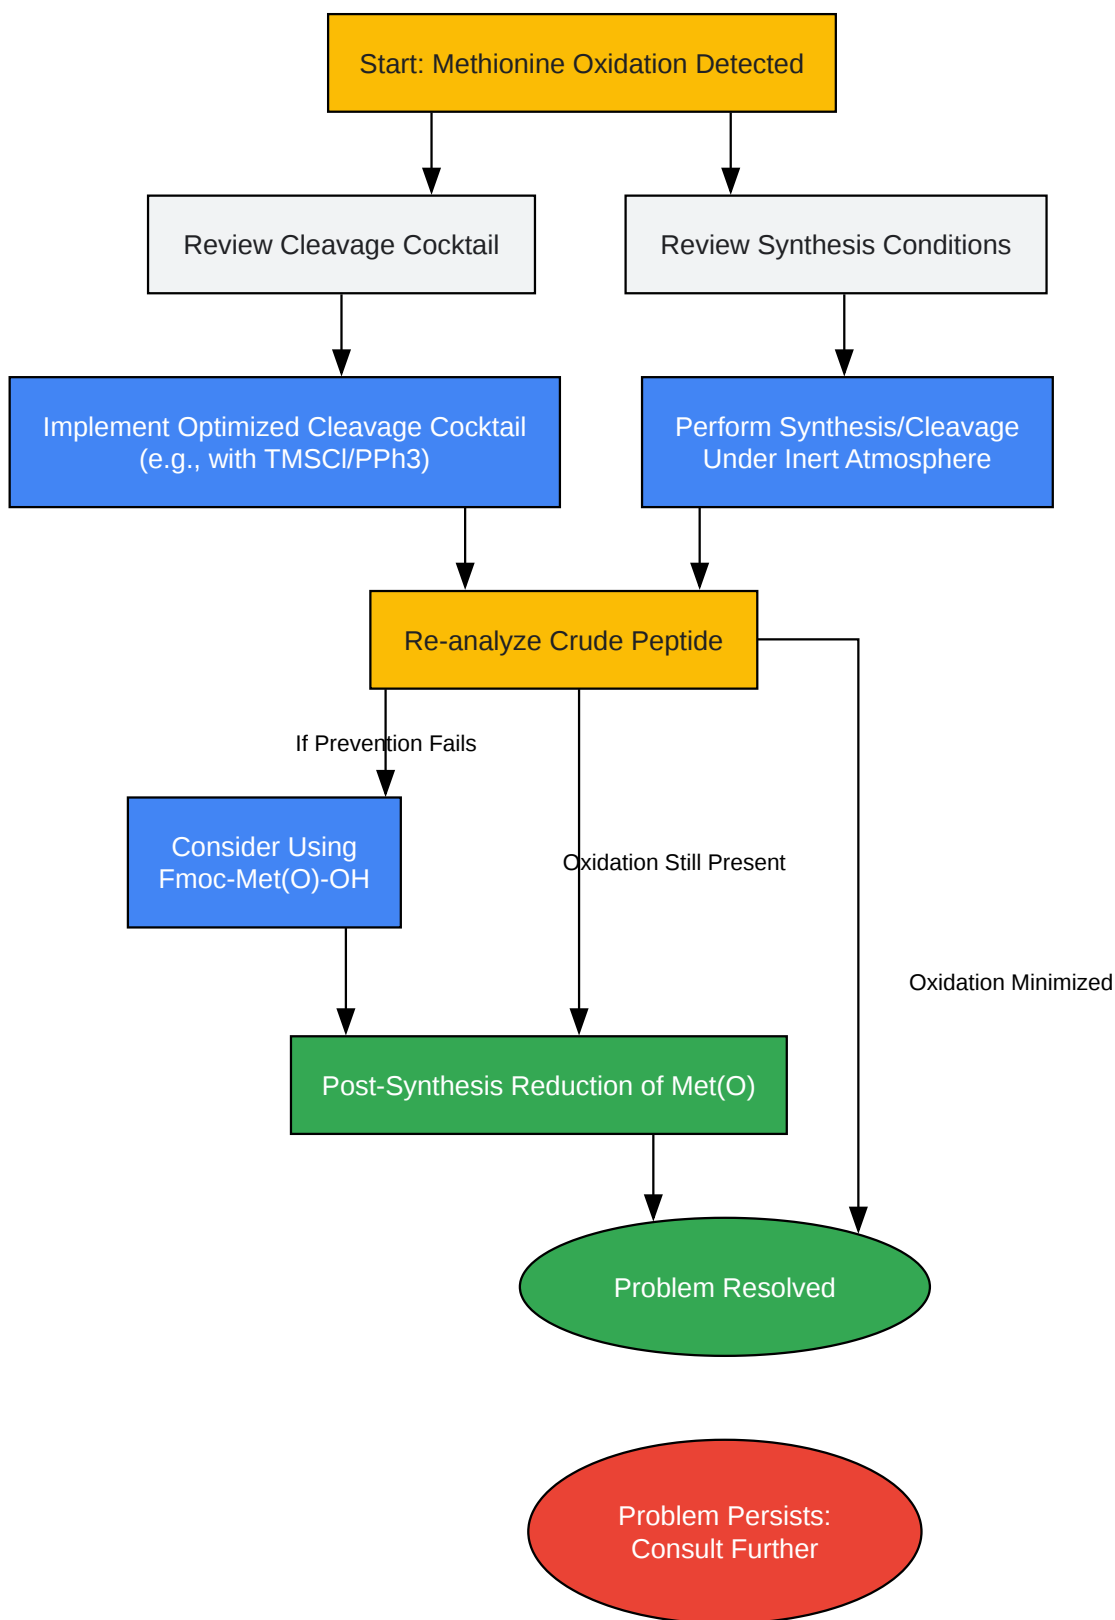 Start: Methionine Oxidation Detected
Review Cleavage Cocktail
Review Synthesis Conditions
Implement Optimized Cleavage Cocktail
(e.g., with TMSCl/PPh3)
Perform Synthesis/Cleavage
Under Inert Atmosphere
Re-analyze Crude Peptide
If Prevention Fails
Consider Using
Fmoc-Met(O)-OH
Oxidation Still Present
Oxidation Minimized
Post-Synthesis Reduction of Met(O)
Problem Resolved
Problem Persists:
Consult Further